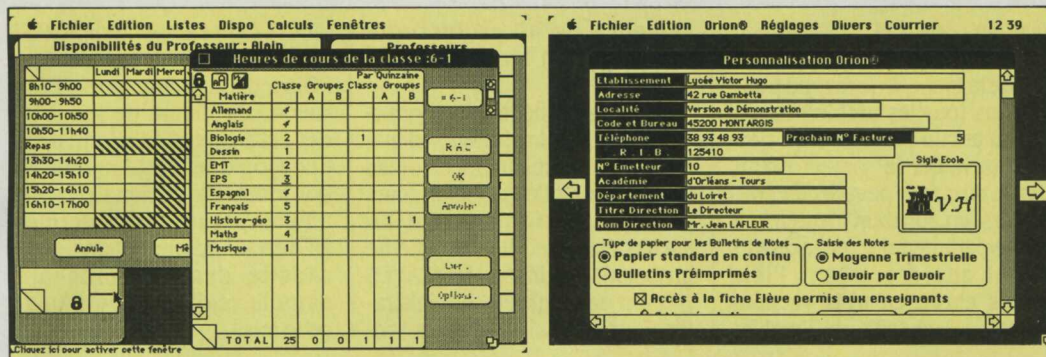 Fichier Edition Listes Dispo Calculs Fenêtres
Disponibilités du Professeur : Alain
Professeurs
Lundi Mardi
8h10- 9h00
9h00- 9h50
10h00-10h50
10h50-11h40
Repas
13h30-14h20
14h20-15h10
15h20-16h10
16h10-17h00
Annule
Heures de cours de la classe :6-1
Par Quinzaine
Classe Groupes Classe Groupes
Matière A B A B
Allemand 4
Anglais 4
Biologie 2 1
Dessin 1
EMT 2
EPS 3
Espagnol 4
Français 5
Histoire-géo 3 1 1
Maths 4
Musique 1
TOTAL 25 0 0 1 1 1
6-1
R A C
OK
Annuler
Options
Cliquez ici pour activer cette fenêtre
Fichier Edition Orion® Réglages Divers Courrier 12 39
Personnalisation Orion®
Etablissement Lycée Victor Hugo
Adresse 42 rue Gambetta
Localité Version de Démonstration
Code et Bureau 45200 MONTARGIS
Téléphone 38 93 48 93 Prochain N° Facture 5
R. I. B. 125410
N° Emetteur 10
Académie d'Orléans - Tours
Département du Loiret
Titre Direction Le Directeur
Nom Direction Mr. Jean LAFLEUR
Sigle Ecole
VH
Type de papier pour les Bulletins de Notes
Papier standard en continu
Bulletins Préimprimés
Saisie des Notes
Moyenne Trimestrielle
Devoir par Devoir
Accès à la fiche Elève permis aux enseignants